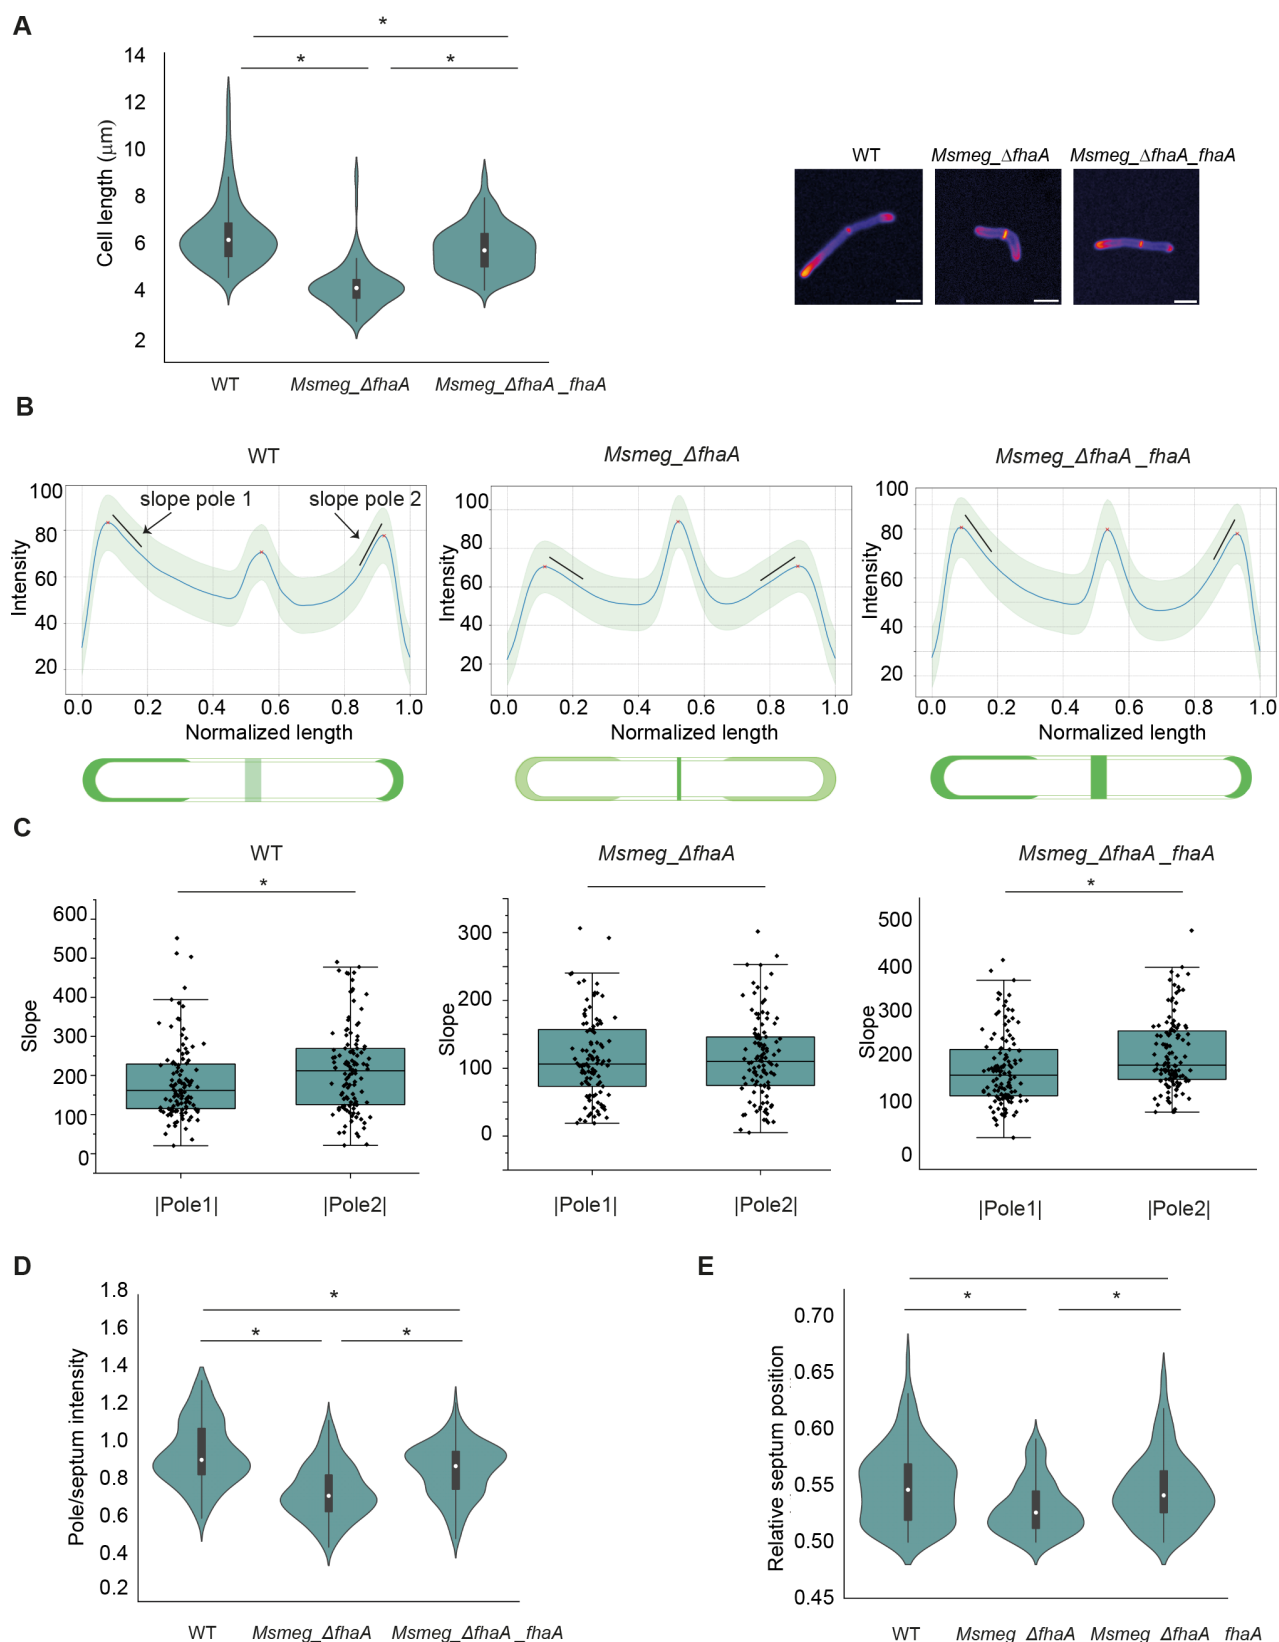 A
*
* *
14
12
10
8
6
4
2
Cell length (μm)
WT Msmeg_ΔfhaA Msmeg_ΔfhaA_fhaA
WT Msmeg_ΔfhaA Msmeg_ΔfhaA_fhaA
B
WT
100
80
60
40
20
Intensity
slope pole 1
slope pole 2
0.0 0.2 0.4 0.6 0.8 1.0
Normalized length
Msmeg_ΔfhaA
100
80
60
40
20
Intensity
0.0 0.2 0.4 0.6 0.8 1.0
Normalized length
Msmeg_ΔfhaA_fhaA
100
80
60
40
20
Intensity
0.0 0.2 0.4 0.6 0.8 1.0
Normalized length
C
WT
*
600
500
400
300
200
100
0
Slope
|Pole1| |Pole2|
Msmeg_ΔfhaA
300
200
100
0
Slope
|Pole1| |Pole2|
Msmeg_ΔfhaA_fhaA
*
500
400
300
200
100
0
Slope
|Pole1| |Pole2|
D
*
* *
1.8
1.6
1.4
1.2
1.0
0.8
0.6
0.4
0.2
Pole/septum intensity
WT Msmeg_ΔfhaA Msmeg_ΔfhaA_fhaA
E
* *
0.70
0.65
0.60
0.55
0.50
0.45
Relative septum position
WT Msmeg_ΔfhaA Msmeg_ΔfhaA_fhaA